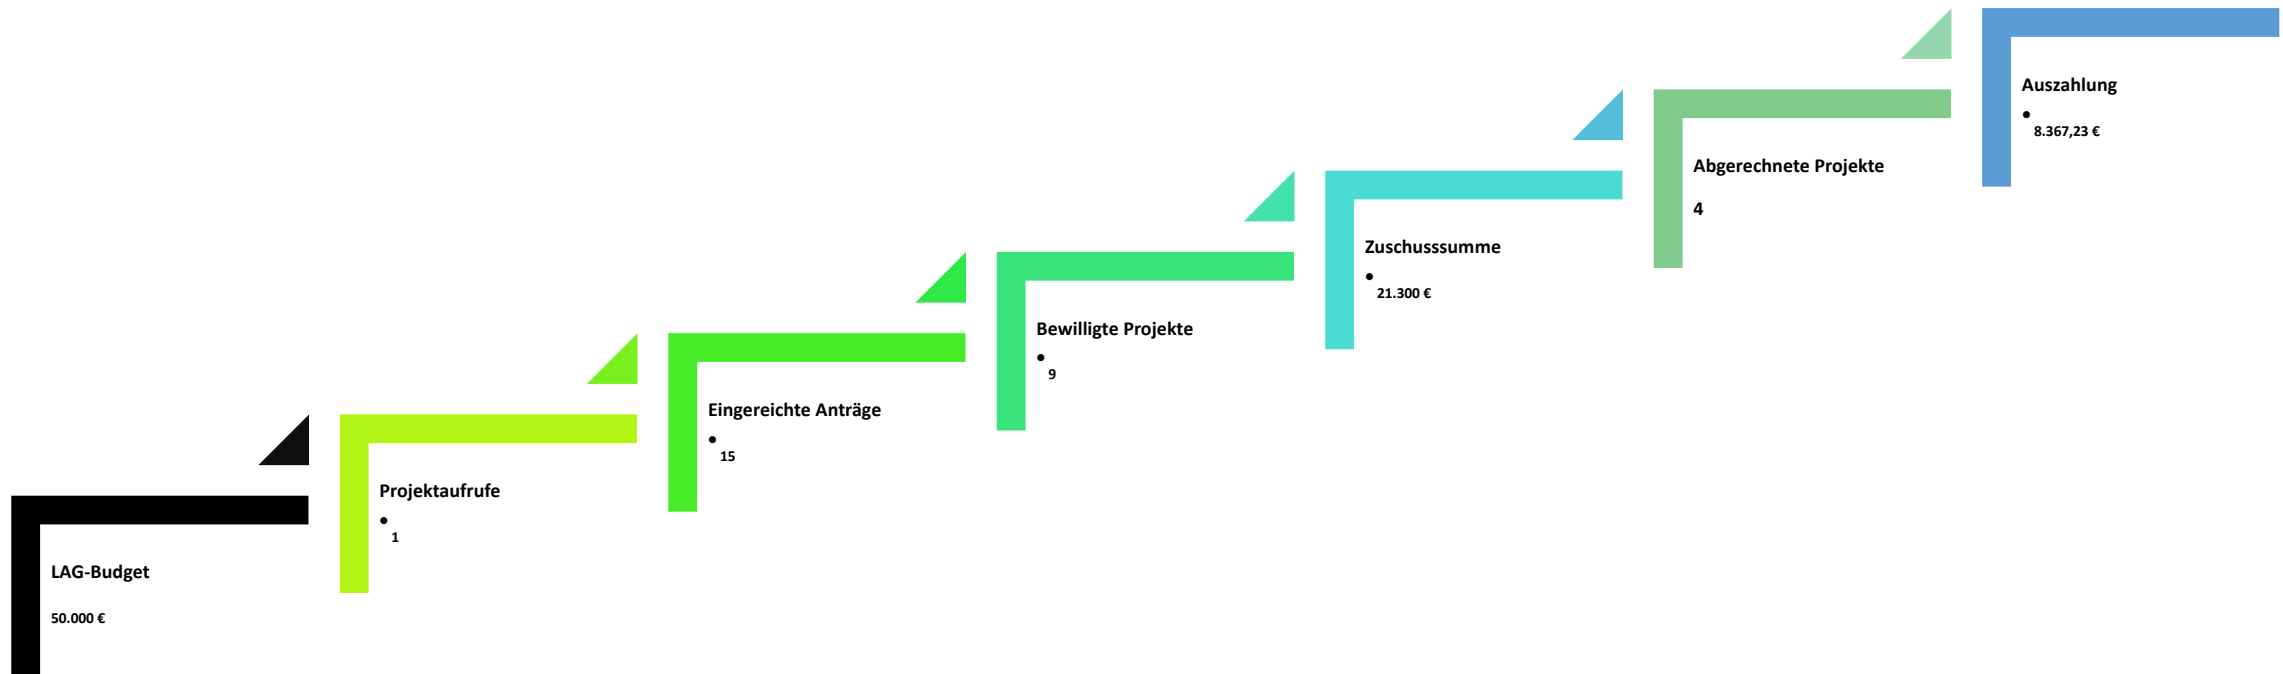 LAG-Budget
50.000 €
Projektaufrufe
• 1
Eingereichte Anträge
• 15
Bewilligte Projekte
• 9
Zuschusssumme
• 21.300 €
Abgerechnete Projekte
4
Auszahlung
• 8.367,23 €